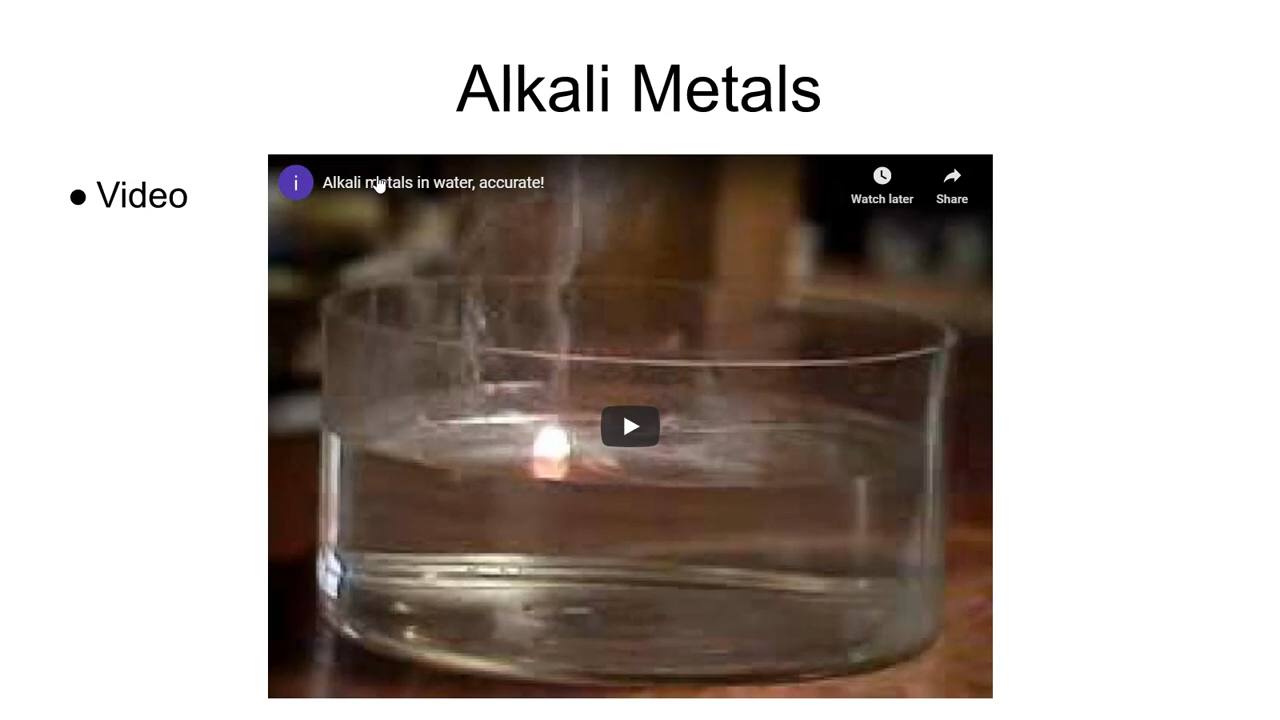 Alkali Metals
● Video
i
Alkali metals in water, accurate!
Watch later
Share